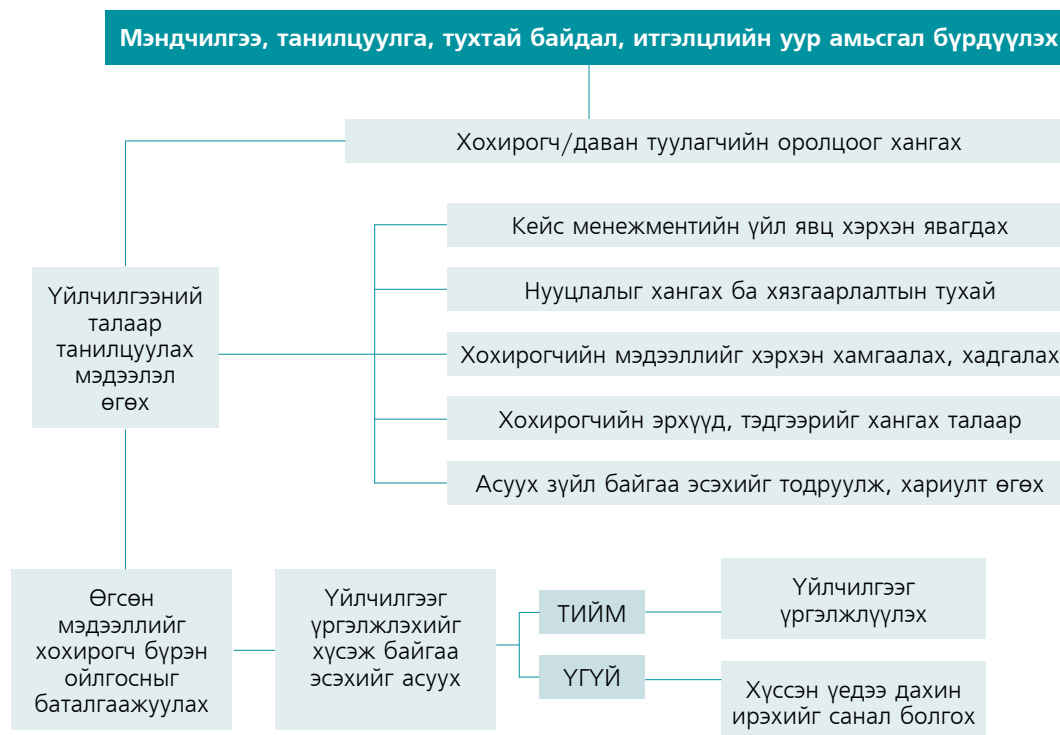 Мэндчилгээ, танилцуулга, тухтай байдал, итгэлцлийн уур амьсгал бүрдүүлэх
Хохирогч/даван туулагчийн оролцоог хангах
Кейс менежментийн үйл явц хэрхэн явагдах
Нууцлалыг хангах ба хязгаарлалтын тухай
Хохирогчийн мэдээллийг хэрхэн хамгаалах, хадгалах
Хохирогчийн эрхүүд, тэдгээрийг хангах талаар
Асуух зүйл байгаа эсэхийг тодруулж, хариулт өгөх
Үйлчилгээний
талаар
танилцуулах
мэдээлэл
өгөх
Өгсөн
мэдээллийг
хохирогч бүрэн
ойлгосныг
баталгаажуулах
Үйлчилгээг
үргэлжлэхийг
хүсэж байгаа
эсэхийг асуух
ТИЙМ
Үйлчилгээг
үргэлжлүүлэх
ҮГҮЙ
Хүссэн үедээ дахин
ирэхийг санал болгох